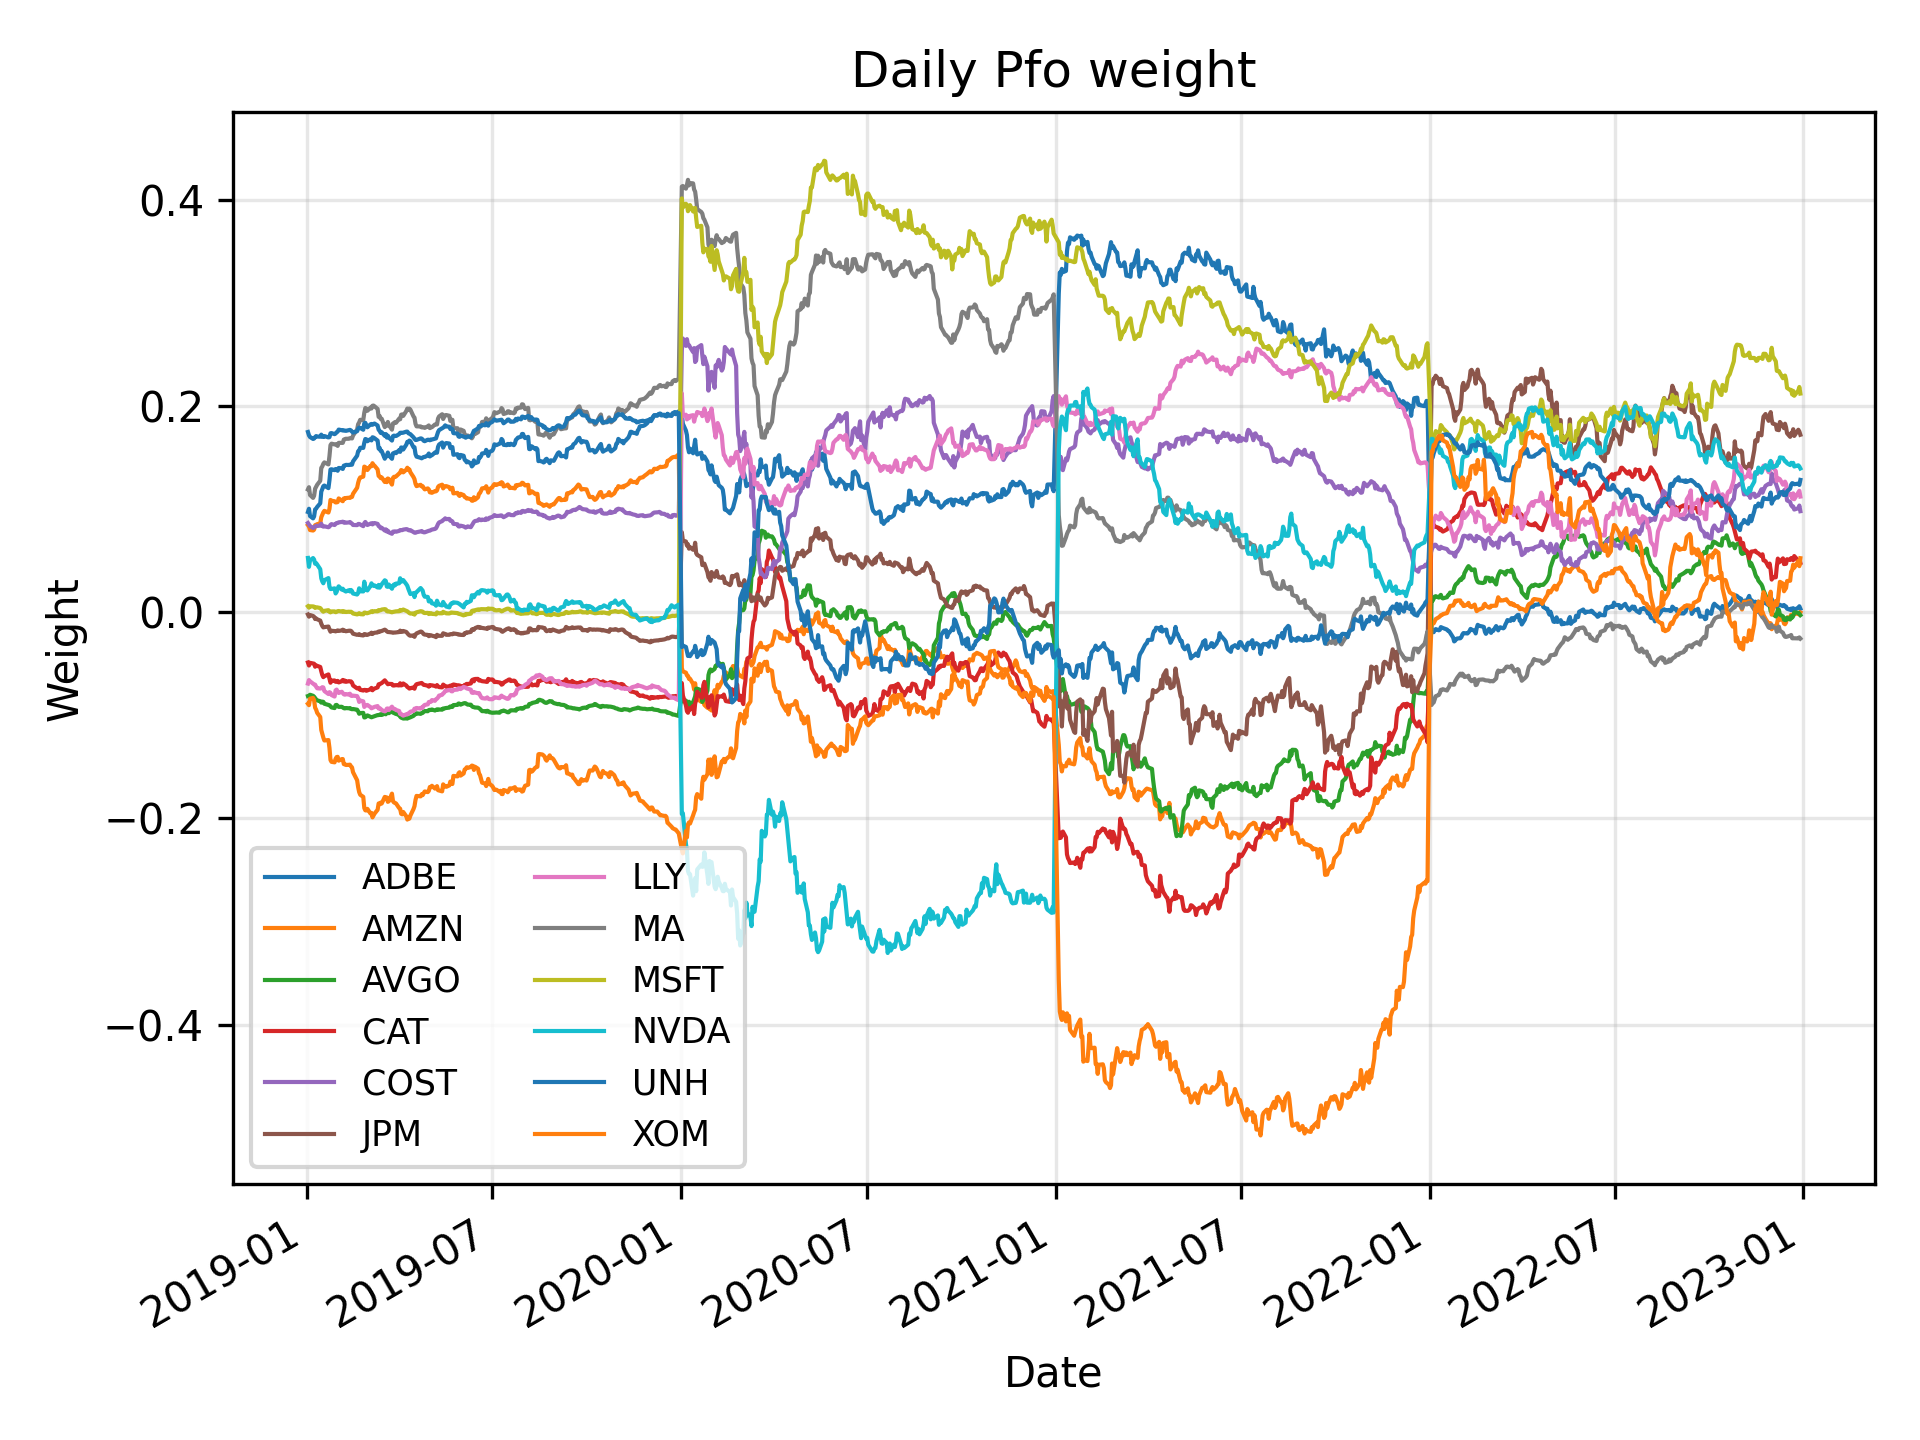 Daily Pfo weight
Weight
0.4
0.2
0.0
−0.2
−0.4
ADBE
AMZN
AVGO
CAT
COST
JPM
LLY
MA
MSFT
NVDA
UNH
XOM
2019-01
2019-07
2020-01
2020-07
2021-01
2021-07
2022-01
2022-07
2023-01
Date